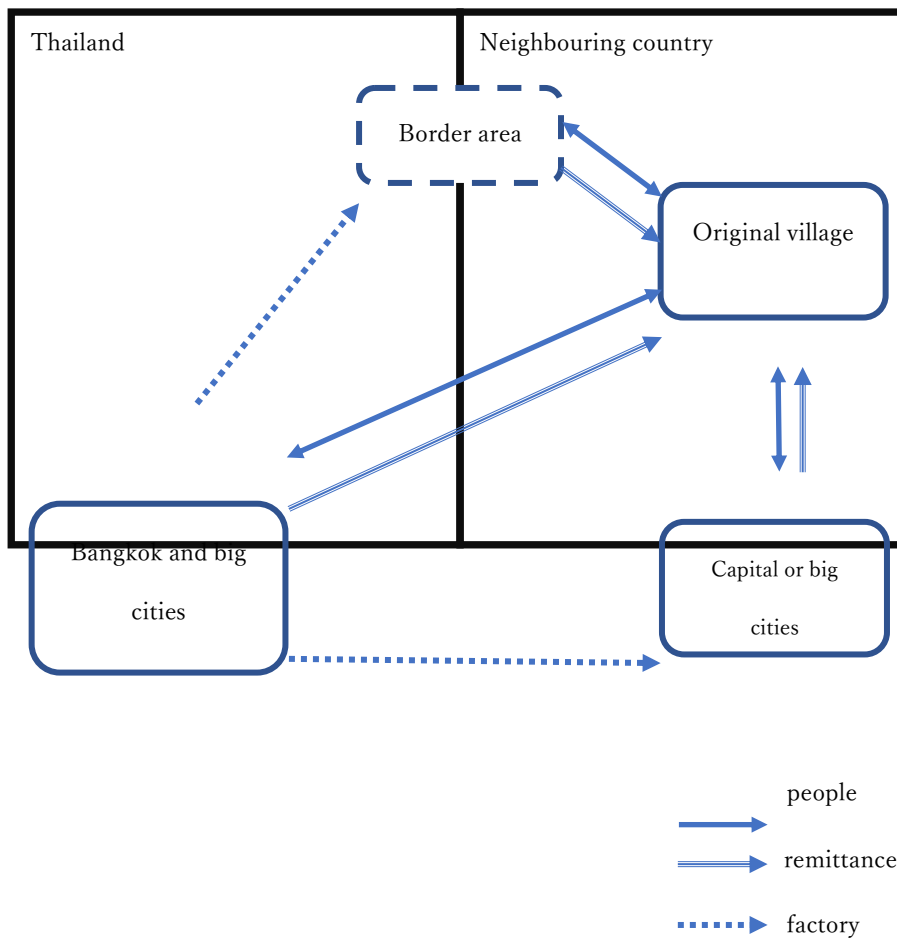 Thailand
Neighbouring country
Border area
Original village
Bangkok and big
cities
Capital or big
cities
people
remittance
factory